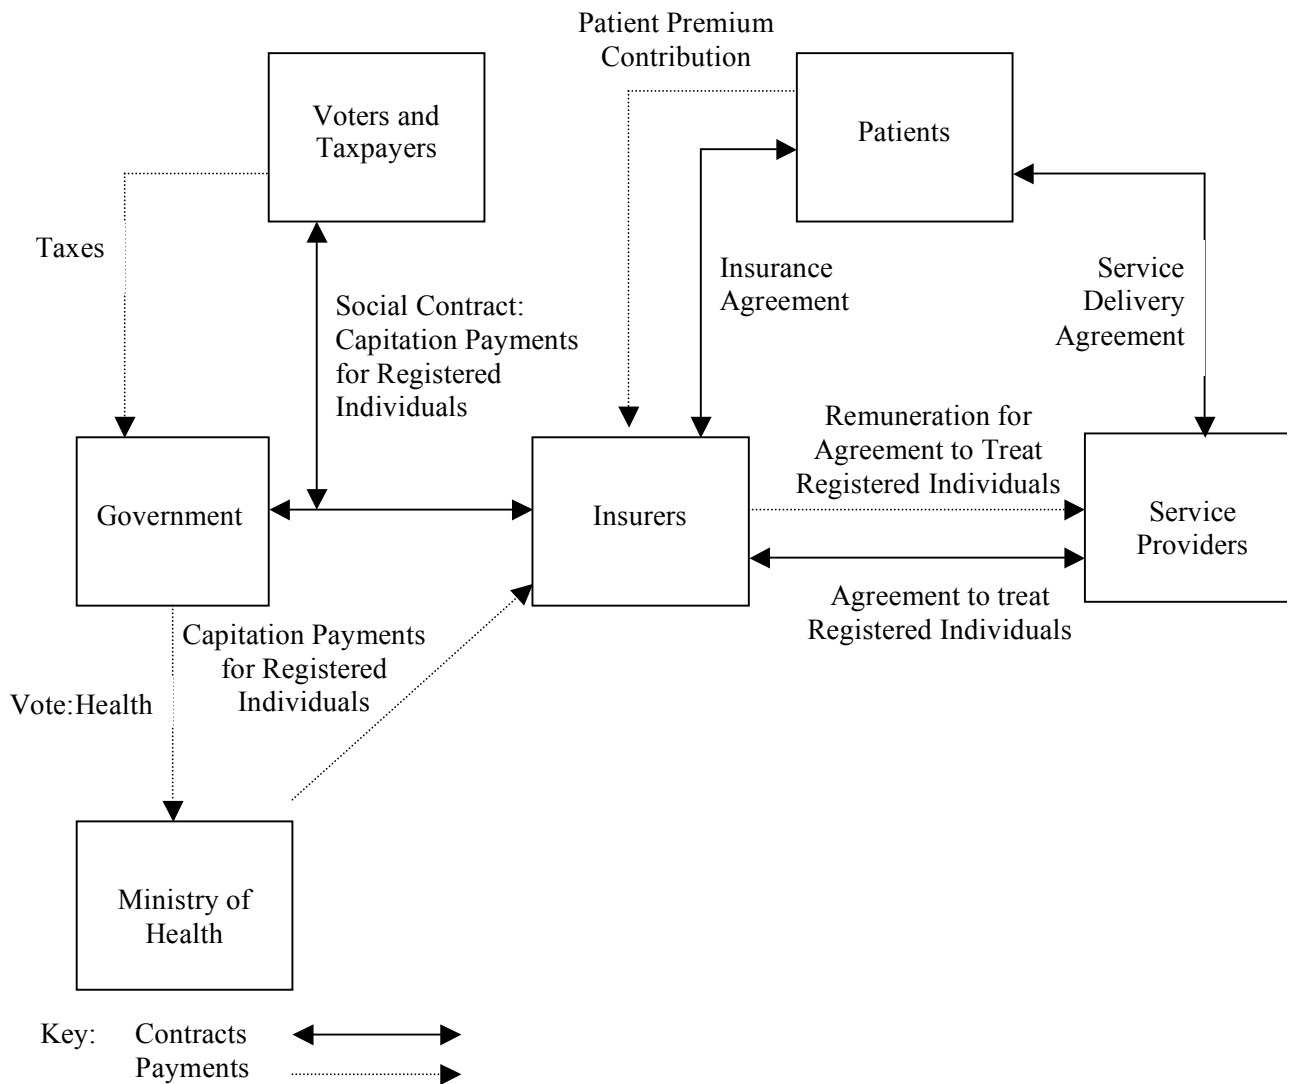 Patient Premium
Contribution
Voters and
Taxpayers
Patients
Taxes
Insurance
Agreement
Service
Delivery
Agreement
Social Contract:
Capitation Payments
for Registered
Individuals
Remuneration for
Agreement to Treat
Registered Individuals
Government
Insurers
Service
Providers
Agreement to treat
Registered Individuals
Capitation Payments
for Registered
Individuals
Vote:Health
Ministry of
Health
Key: Contracts
Payments